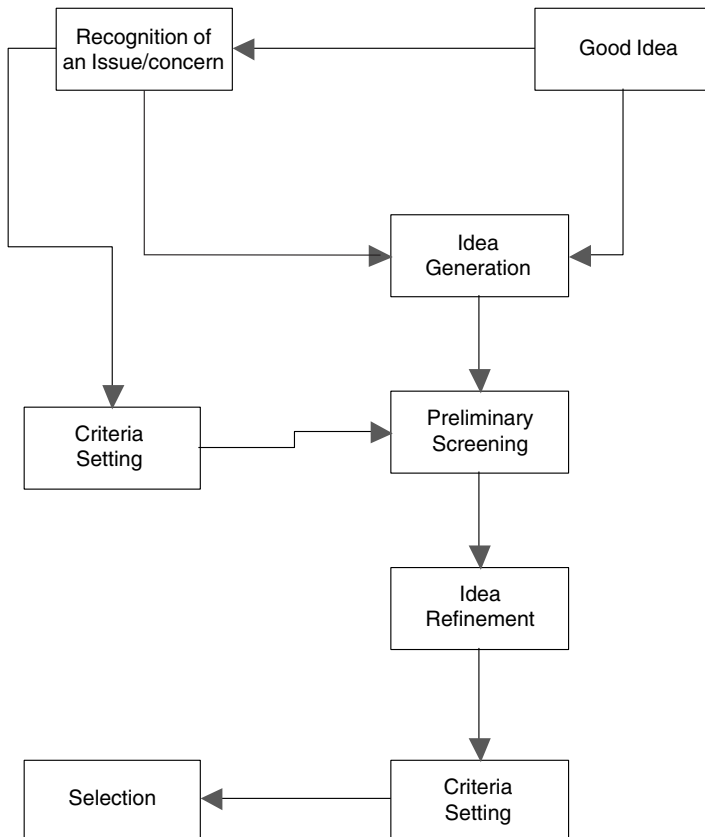 Recognition of
an Issue/concern
Good Idea
Idea
Generation
Criteria
Setting
Preliminary
Screening
Idea
Refinement
Selection
Criteria
Setting